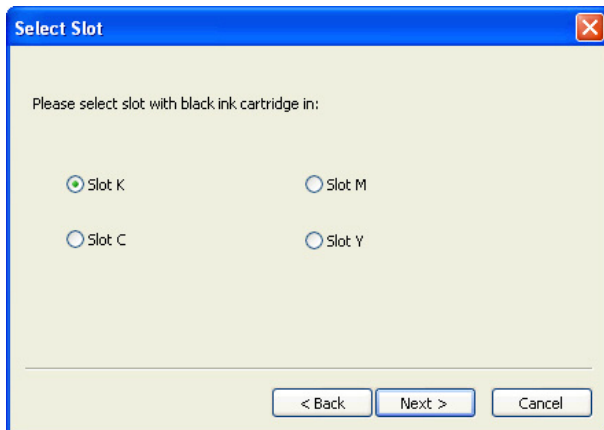 Select Slot
Please select slot with black ink cartridge in:
Slot K Slot M
Slot C Slot Y
< Back Next > Cancel